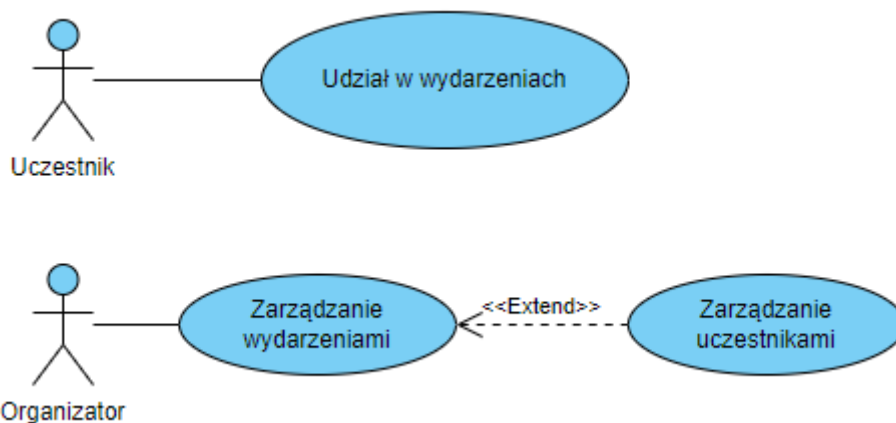 Udział w wydarzeniach
Uczestnik
Zarządzanie
wydarzeniami
<<Extend>>
Zarządzanie
uczestnikami
Organizator